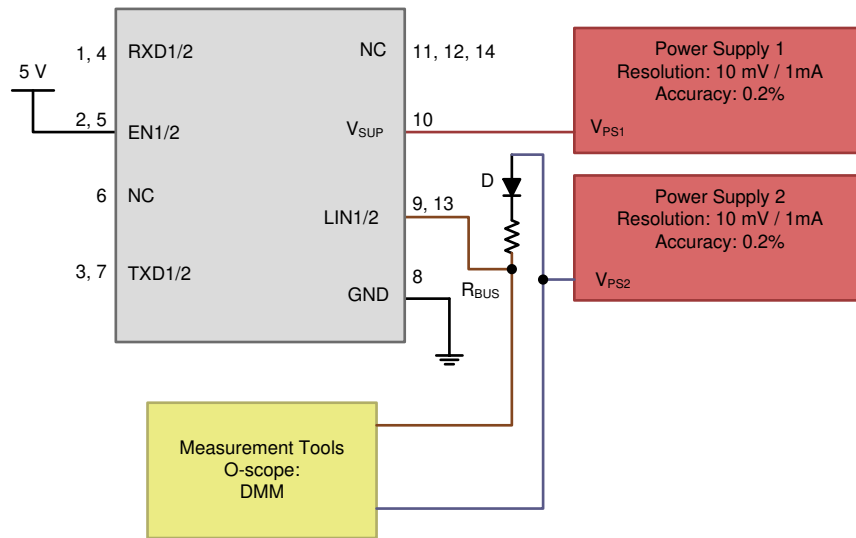 5 V
1, 4
RXD1/2
2, 5
EN1/2
6
NC
3, 7
TXD1/2
NC
11, 12, 14
VSUP
10
LIN1/2
9, 13
GND
8
D
RBUS
Power Supply 1
Resolution: 10 mV / 1mA
Accuracy: 0.2%
VPS1
Power Supply 2
Resolution: 10 mV / 1mA
Accuracy: 0.2%
VPS2
Measurement Tools
O-scope:
DMM